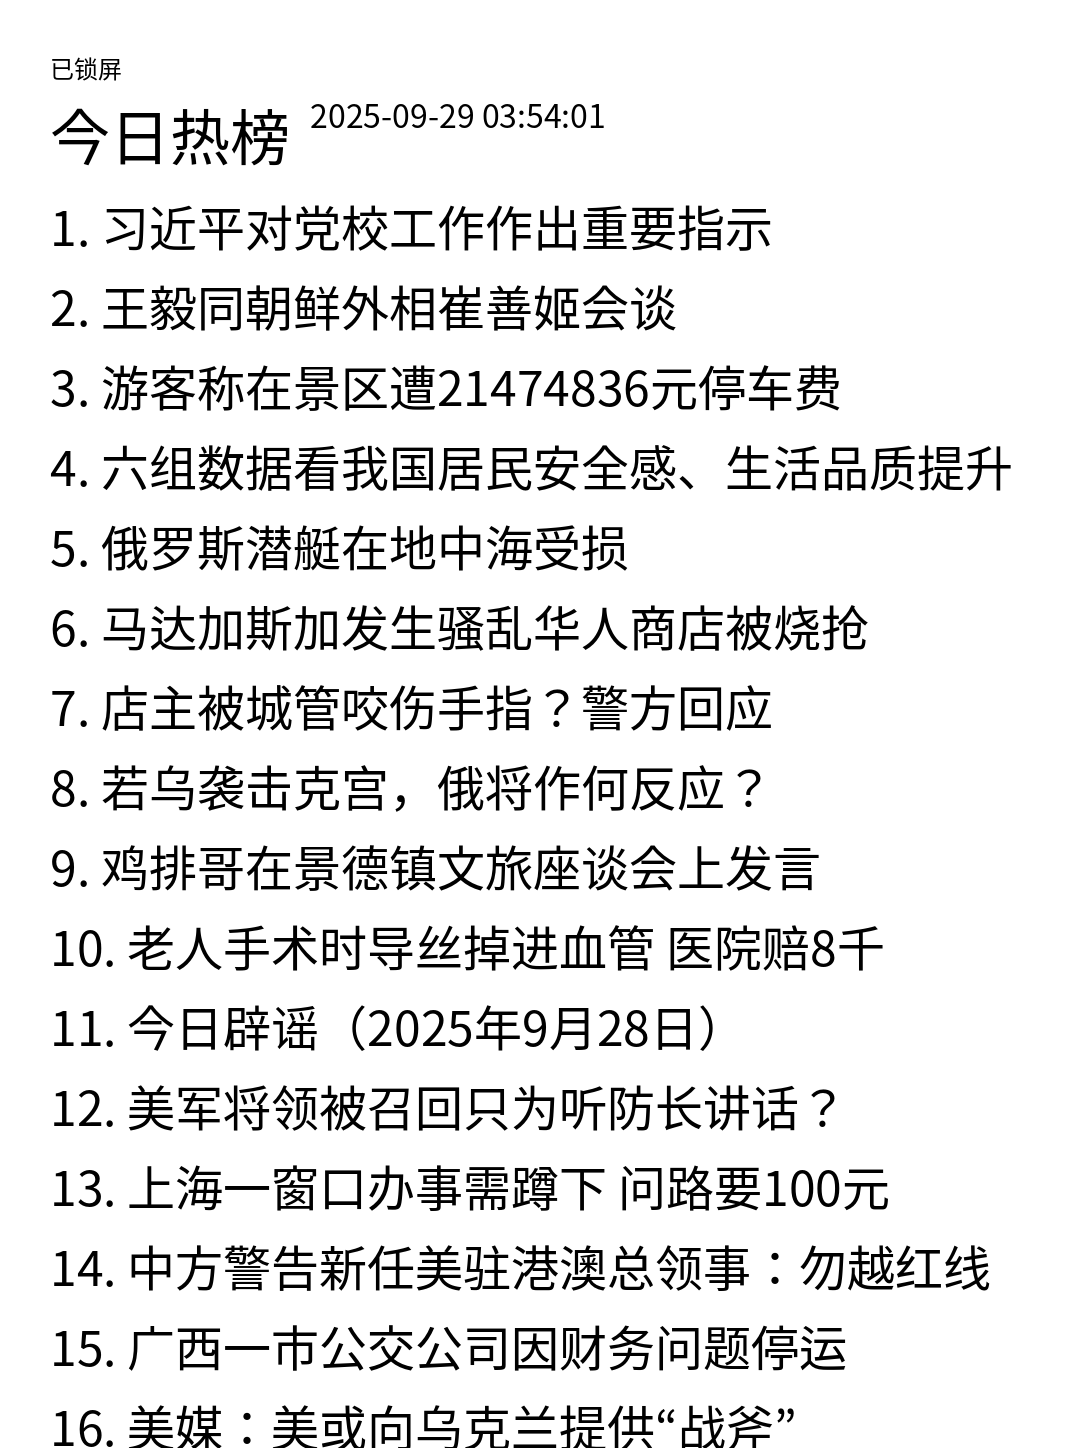 已锁屏
今日热榜 2025-09-29 03:54:01
1. 习近平对党校工作作出重要指示
2. 王毅同朝鲜外相崔善姬会谈
3. 游客称在景区遭21474836元停车费
4. 六组数据看我国居民安全感、生活品质提升
5. 俄罗斯潜艇在地中海受损
6. 马达加斯加发生骚乱华人商店被烧抢
7. 店主被城管咬伤手指？警方回应
8. 若乌袭击克宫，俄将作何反应？
9. 鸡排哥在景德镇文旅座谈会上发言
10. 老人手术时导丝掉进血管 医院赔8千
11. 今日辟谣（2025年9月28日）
12. 美军将领被召回只为听防长讲话？
13. 上海一窗口办事需蹲下 问路要100元
14. 中方警告新任美驻港澳总领事：勿越红线
15. 广西一市公交公司因财务问题停运
16. 美媒：美或向乌克兰提供“战斧”